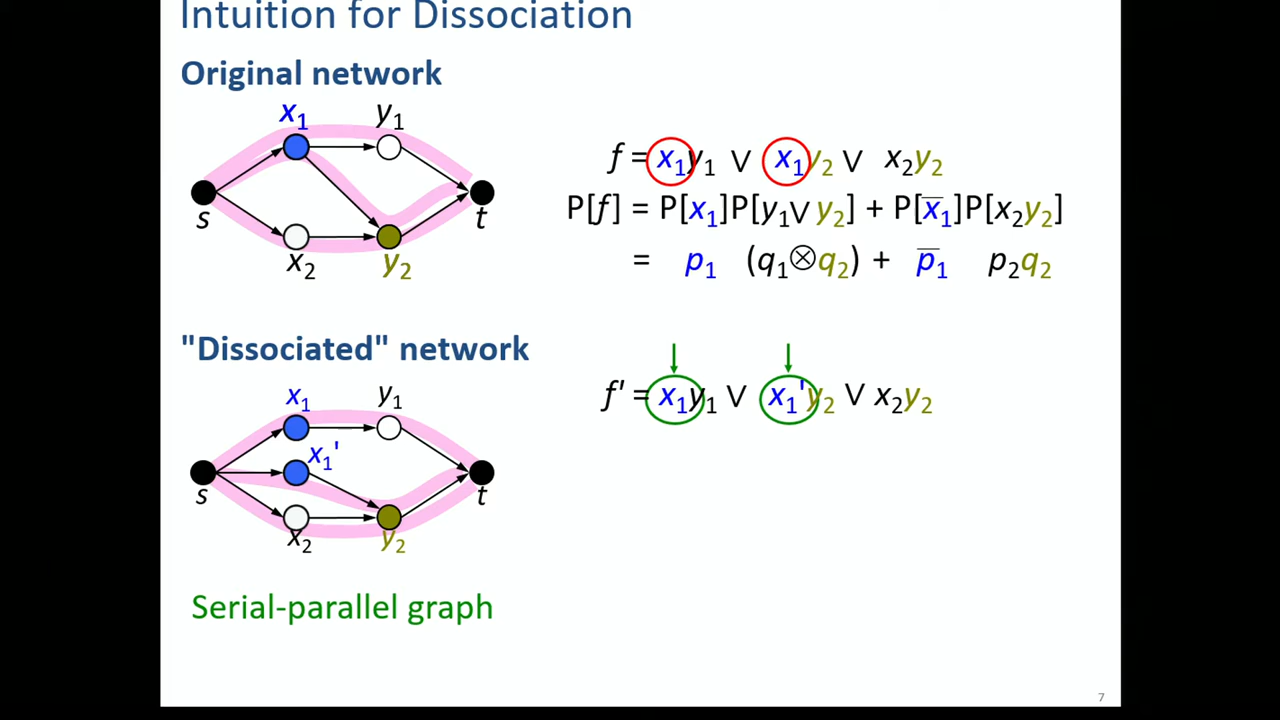 Intuition for Dissociation
Original network
x₁ y₁
s t
x₂ y₂
f = x₁y₁ ∨ x₁y₂ ∨ x₂y₂
P[f] = P[x₁]P[y₁∨ y₂] + P[x̅₁]P[x₂y₂]
= p₁ (q₁⊗q₂) + p̅₁ p₂q₂
"Dissociated" network
x₁ y₁
x₁'
s t
x₂ y₂
f' = x₁y₁ ∨ x₁'y₂ ∨ x₂y₂
Serial-parallel graph
7